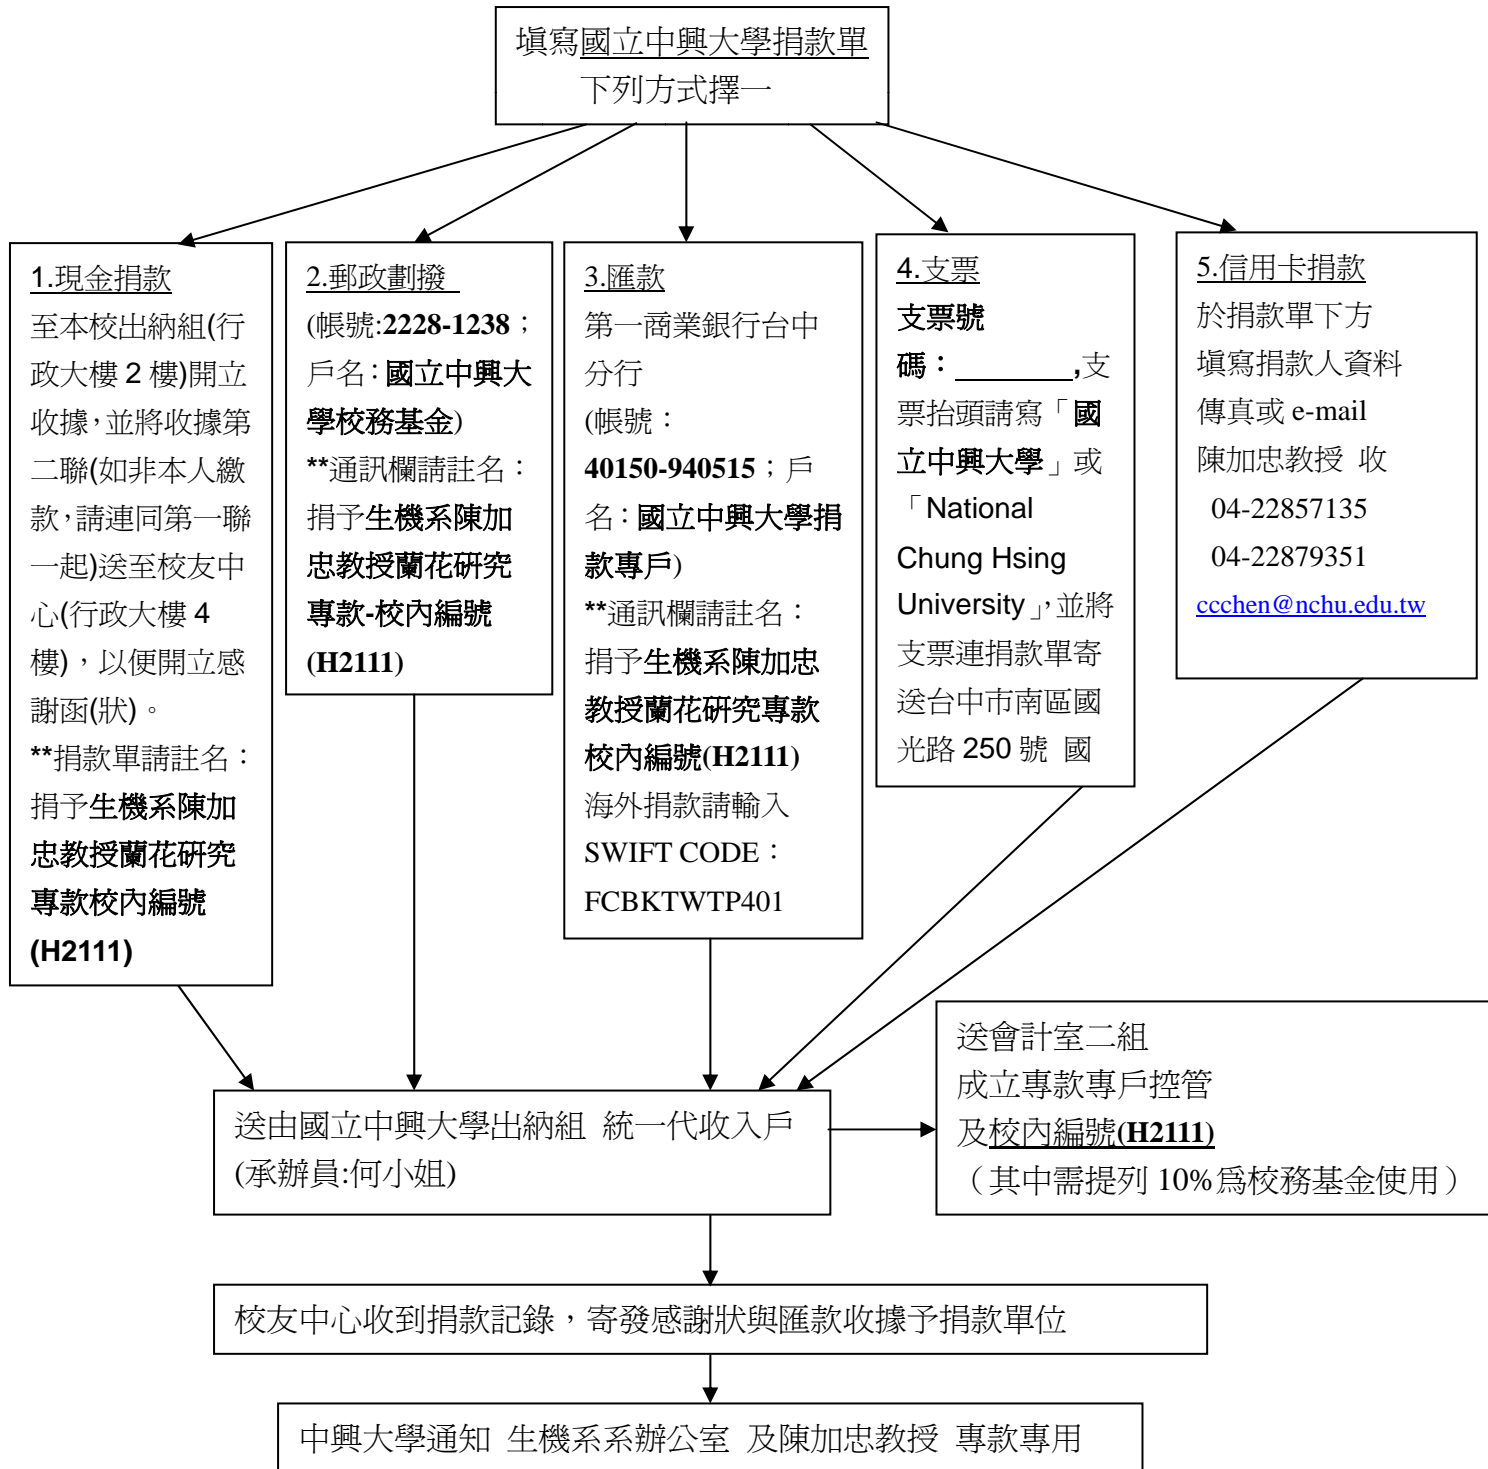 填寫國立中興大學捐款單
下列方式擇一
1.現金捐款
至本校出納組(行
政大樓 2 樓)開立
收據，並將收據第
二聯(如非本人繳
款，請連同第一聯
一起)送至校友中
心(行政大樓 4
樓)，以便開立感
謝函(狀)。
**捐款單請註名：
捐予生機系陳加
忠教授蘭花研究
專款校內編號
(H2111)
2.郵政劃撥
(帳號:2228-1238；
戶名：國立中興大
學校務基金)
**通訊欄請註名：
捐予生機系陳加
忠教授蘭花研究
專款-校內編號
(H2111)
3.匯款
第一商業銀行台中
分行
(帳號：
40150-940515；戶
名：國立中興大學捐
款專戶)
**通訊欄請註名：
捐予生機系陳加忠
教授蘭花研究專款
校內編號(H2111)
海外捐款請輸入
SWIFT CODE：
FCBKTWTP401
4.支票
支票號
碼：_______,支
票抬頭請寫「國
立中興大學」或
「National
Chung Hsing
University」，並將
支票連捐款單寄
送台中市南區國
光路 250 號 國
5.信用卡捐款
於捐款單下方
填寫捐款人資料
傳真或 e-mail
陳加忠教授 收
04-22857135
04-22879351
ccchen@nchu.edu.tw
送由國立中興大學出納組 統一代收入戶
(承辦員:何小姐)
送會計室二組
成立專款專戶控管
及校內編號(H2111)
（其中需提列 10%為校務基金使用）
校友中心收到捐款記錄，寄發感謝狀與匯款收據予捐款單位
中興大學通知 生機系系辦公室 及陳加忠教授 專款專用